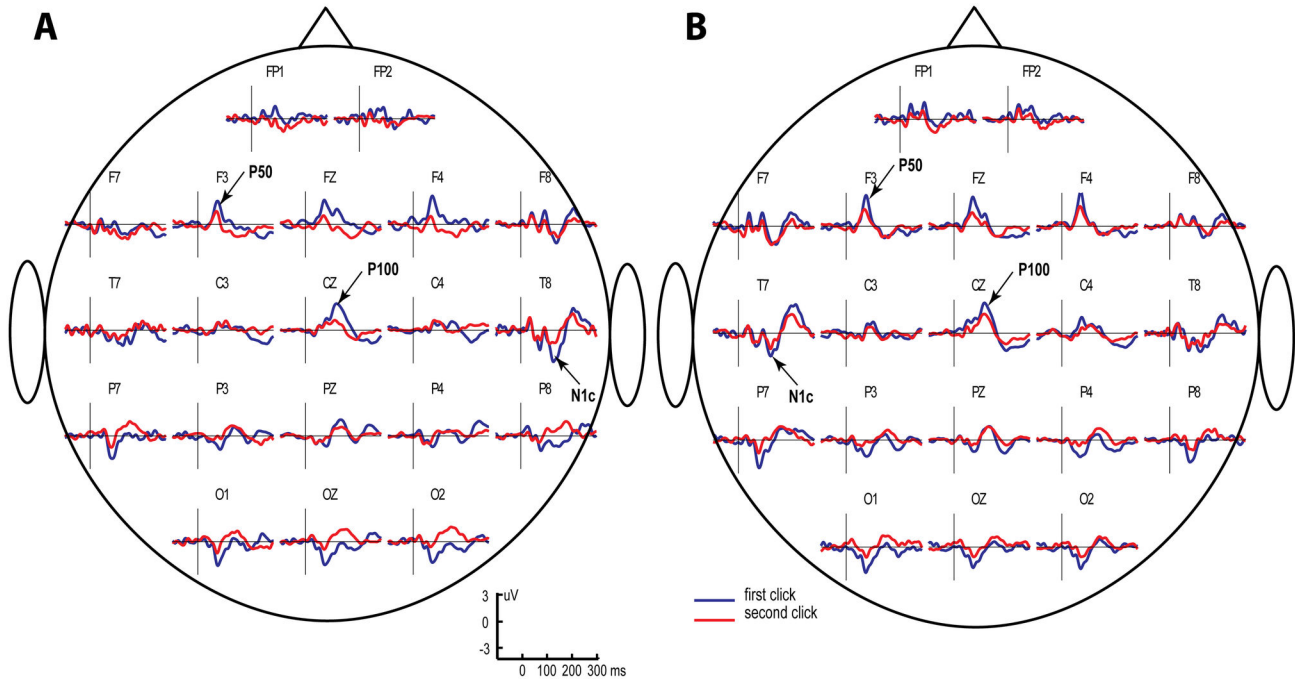 A
B
FP1 FP2
FP1 FP2
P50
P50
F7 F3 FZ F4 F8
F7 F3 FZ F4 F8
P100
P100
T7 C3 CZ C4 T8
T7 C3 CZ C4 T8
N1c
N1c
P7 P3 PZ P4 P8
P7 P3 PZ P4 P8
O1 OZ O2
O1 OZ O2
3 uV
0
-3
0 100 200 300 ms
first click
second click